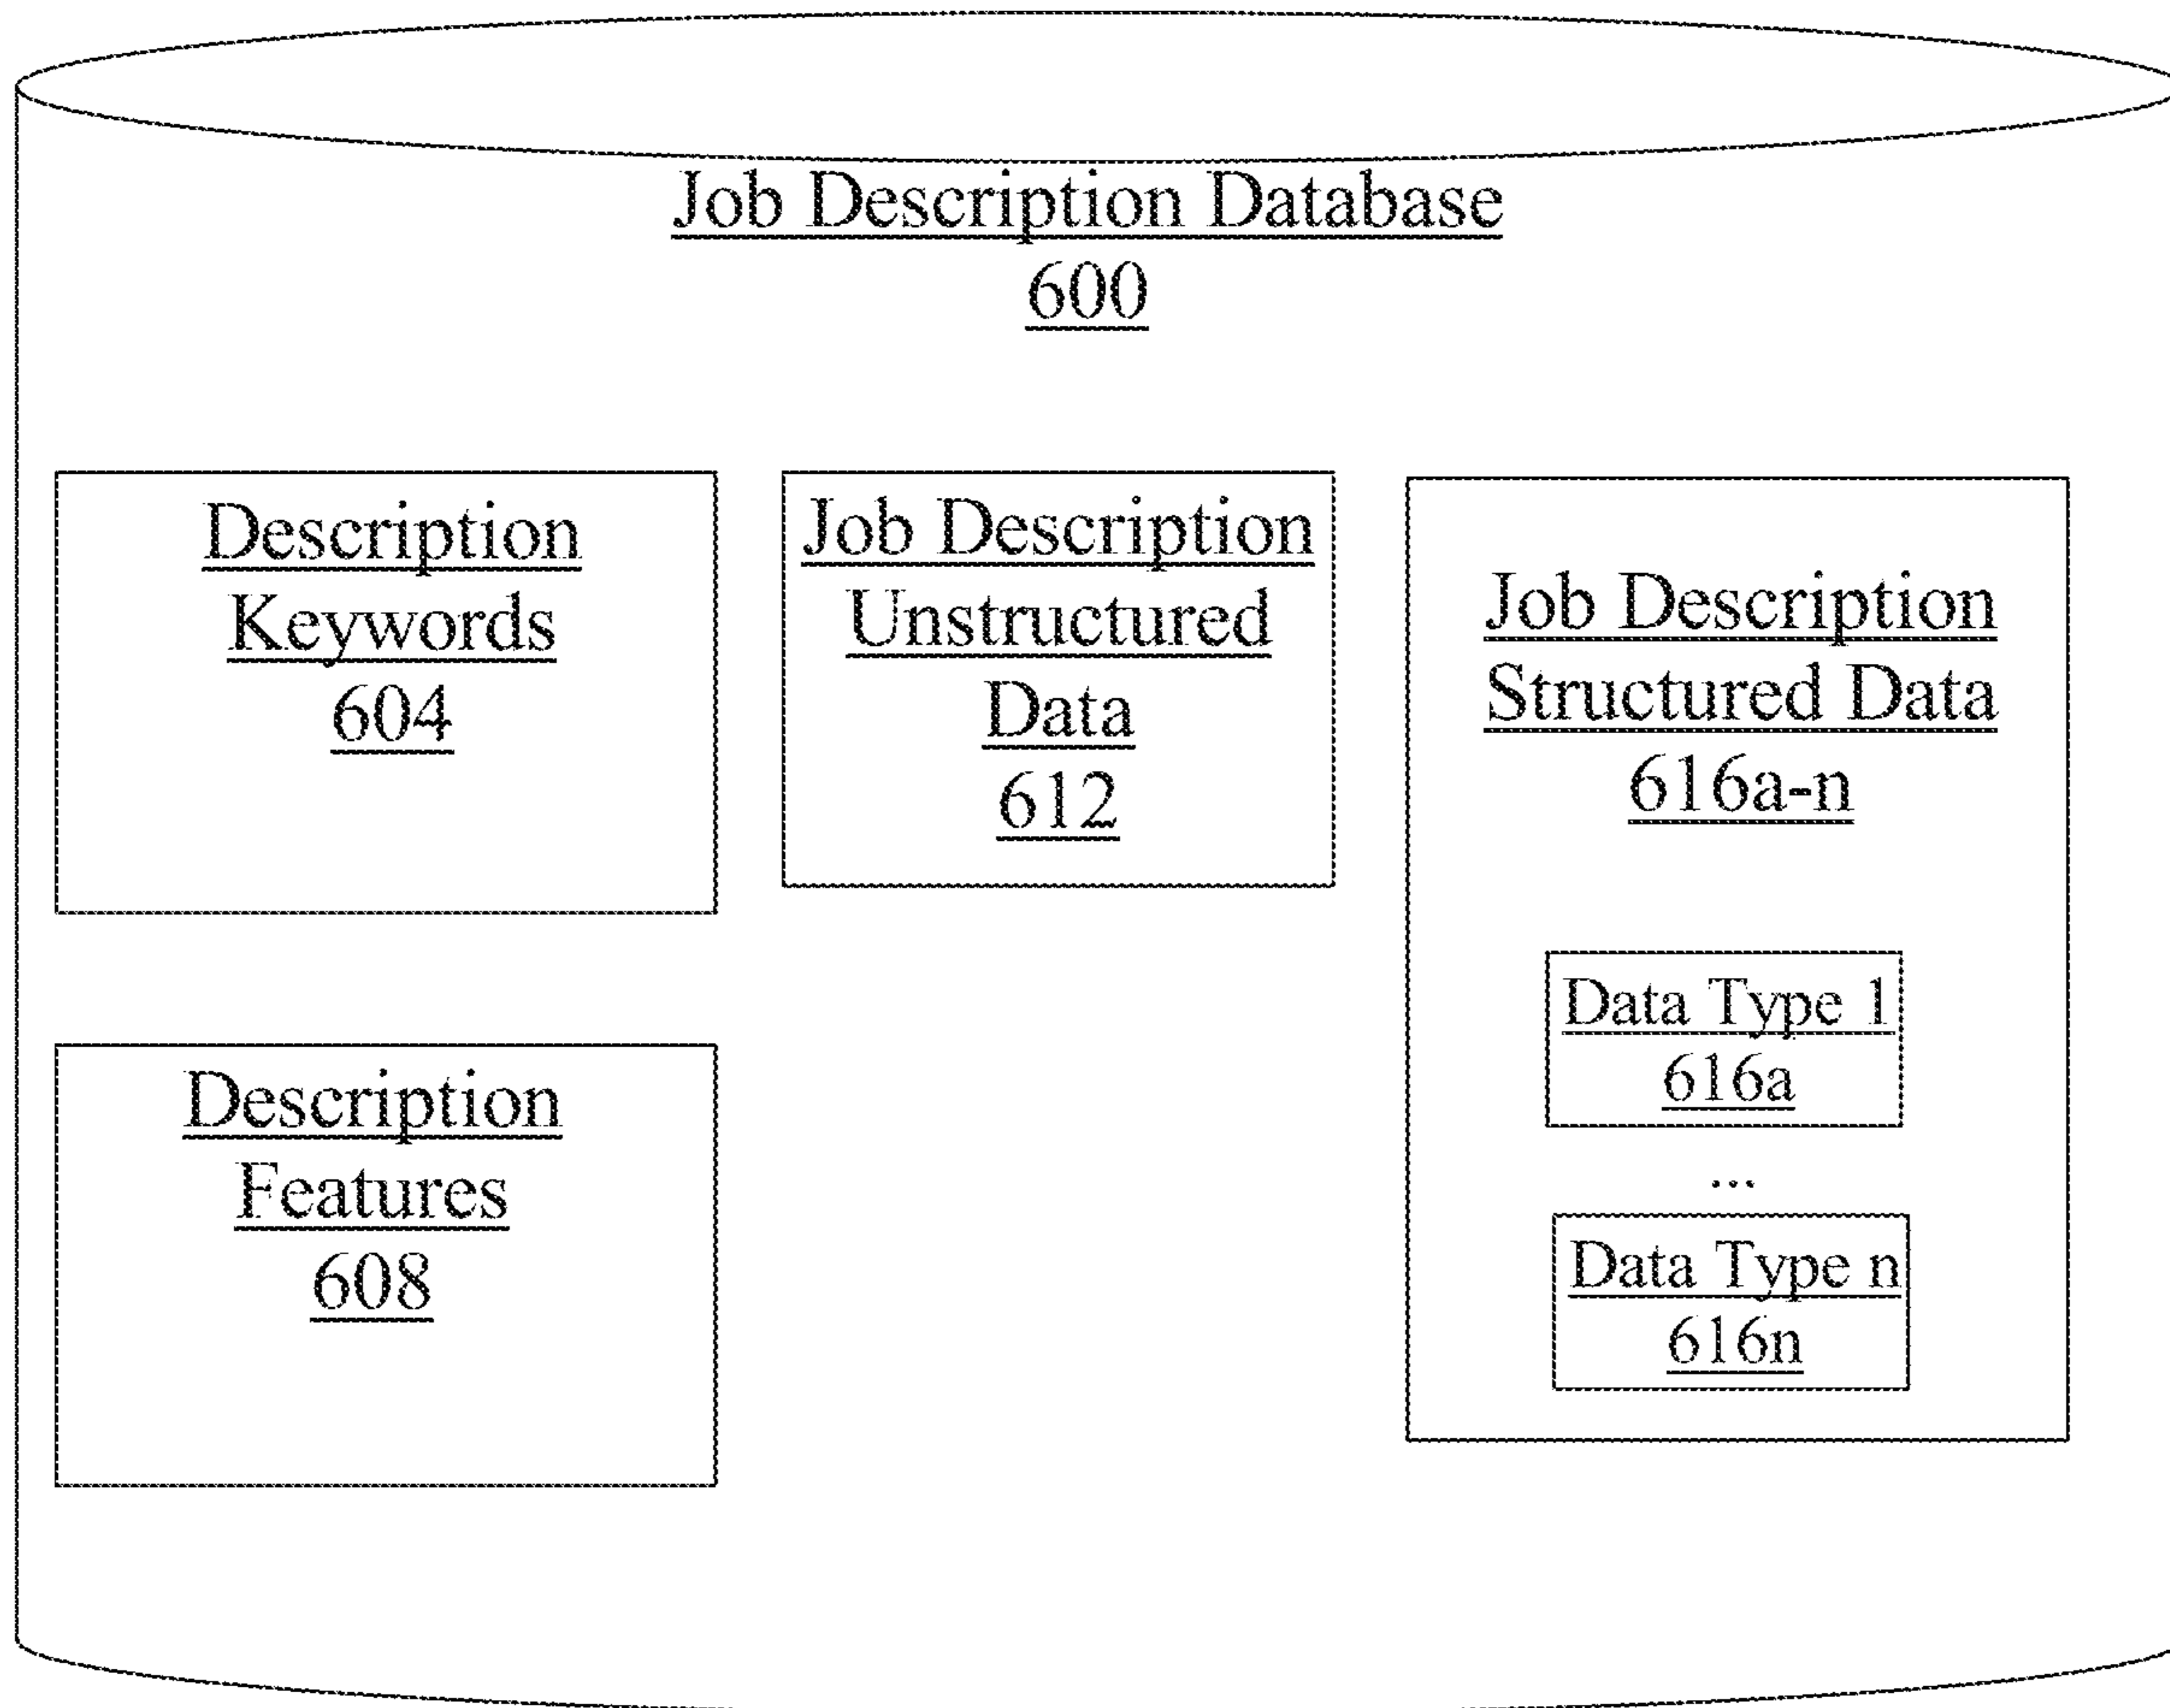 Job Description Database
600
Description
Keywords
604
Job Description
Unstructured
Data
612
Job Description
Structured Data
616a-n
Data Type 1
616a
...
Data Type n
616n
Description
Features
608